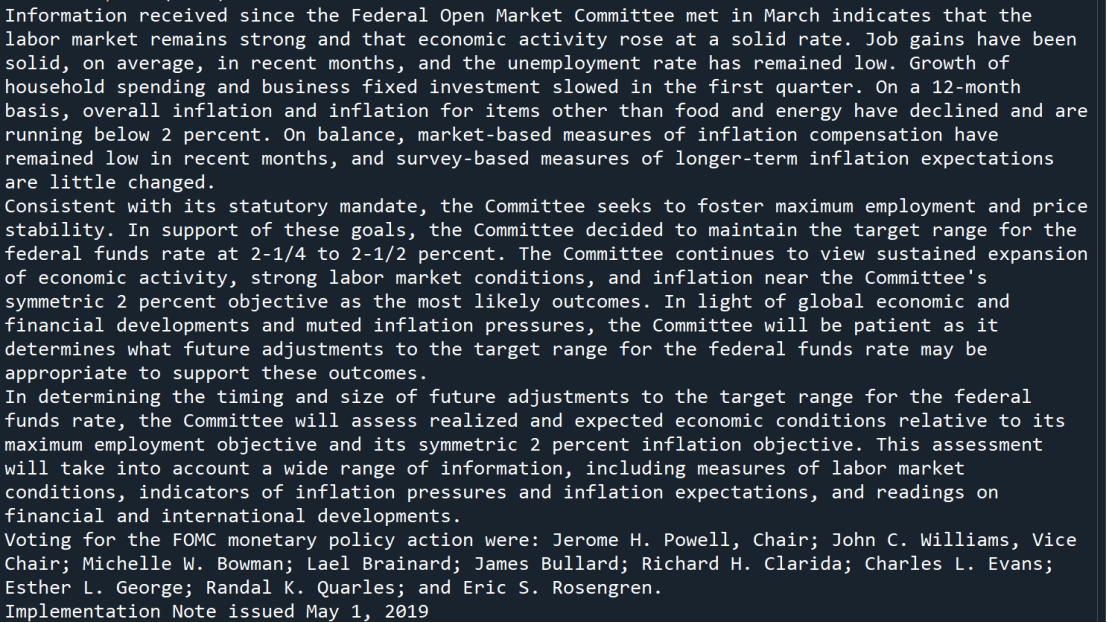 Information received since the Federal Open Market Committee met in March indicates that the
labor market remains strong and that economic activity rose at a solid rate. Job gains have been
solid, on average, in recent months, and the unemployment rate has remained low. Growth of
household spending and business fixed investment slowed in the first quarter. On a 12-month
basis, overall inflation and inflation for items other than food and energy have declined and are
running below 2 percent. On balance, market-based measures of inflation compensation have
remained low in recent months, and survey-based measures of longer-term inflation expectations
are little changed.
Consistent with its statutory mandate, the Committee seeks to foster maximum employment and price
stability. In support of these goals, the Committee decided to maintain the target range for the
federal funds rate at 2-1/4 to 2-1/2 percent. The Committee continues to view sustained expansion
of economic activity, strong labor market conditions, and inflation near the Committee's
symmetric 2 percent objective as the most likely outcomes. In light of global economic and
financial developments and muted inflation pressures, the Committee will be patient as it
determines what future adjustments to the target range for the federal funds rate may be
appropriate to support these outcomes.
In determining the timing and size of future adjustments to the target range for the federal
funds rate, the Committee will assess realized and expected economic conditions relative to its
maximum employment objective and its symmetric 2 percent inflation objective. This assessment
will take into account a wide range of information, including measures of labor market
conditions, indicators of inflation pressures and inflation expectations, and readings on
financial and international developments.
Voting for the FOMC monetary policy action were: Jerome H. Powell, Chair; John C. Williams, Vice
Chair; Michelle W. Bowman; Lael Brainard; James Bullard; Richard H. Clarida; Charles L. Evans;
Esther L. George; Randal K. Quarles; and Eric S. Rosengren.
Implementation Note issued May 1, 2019